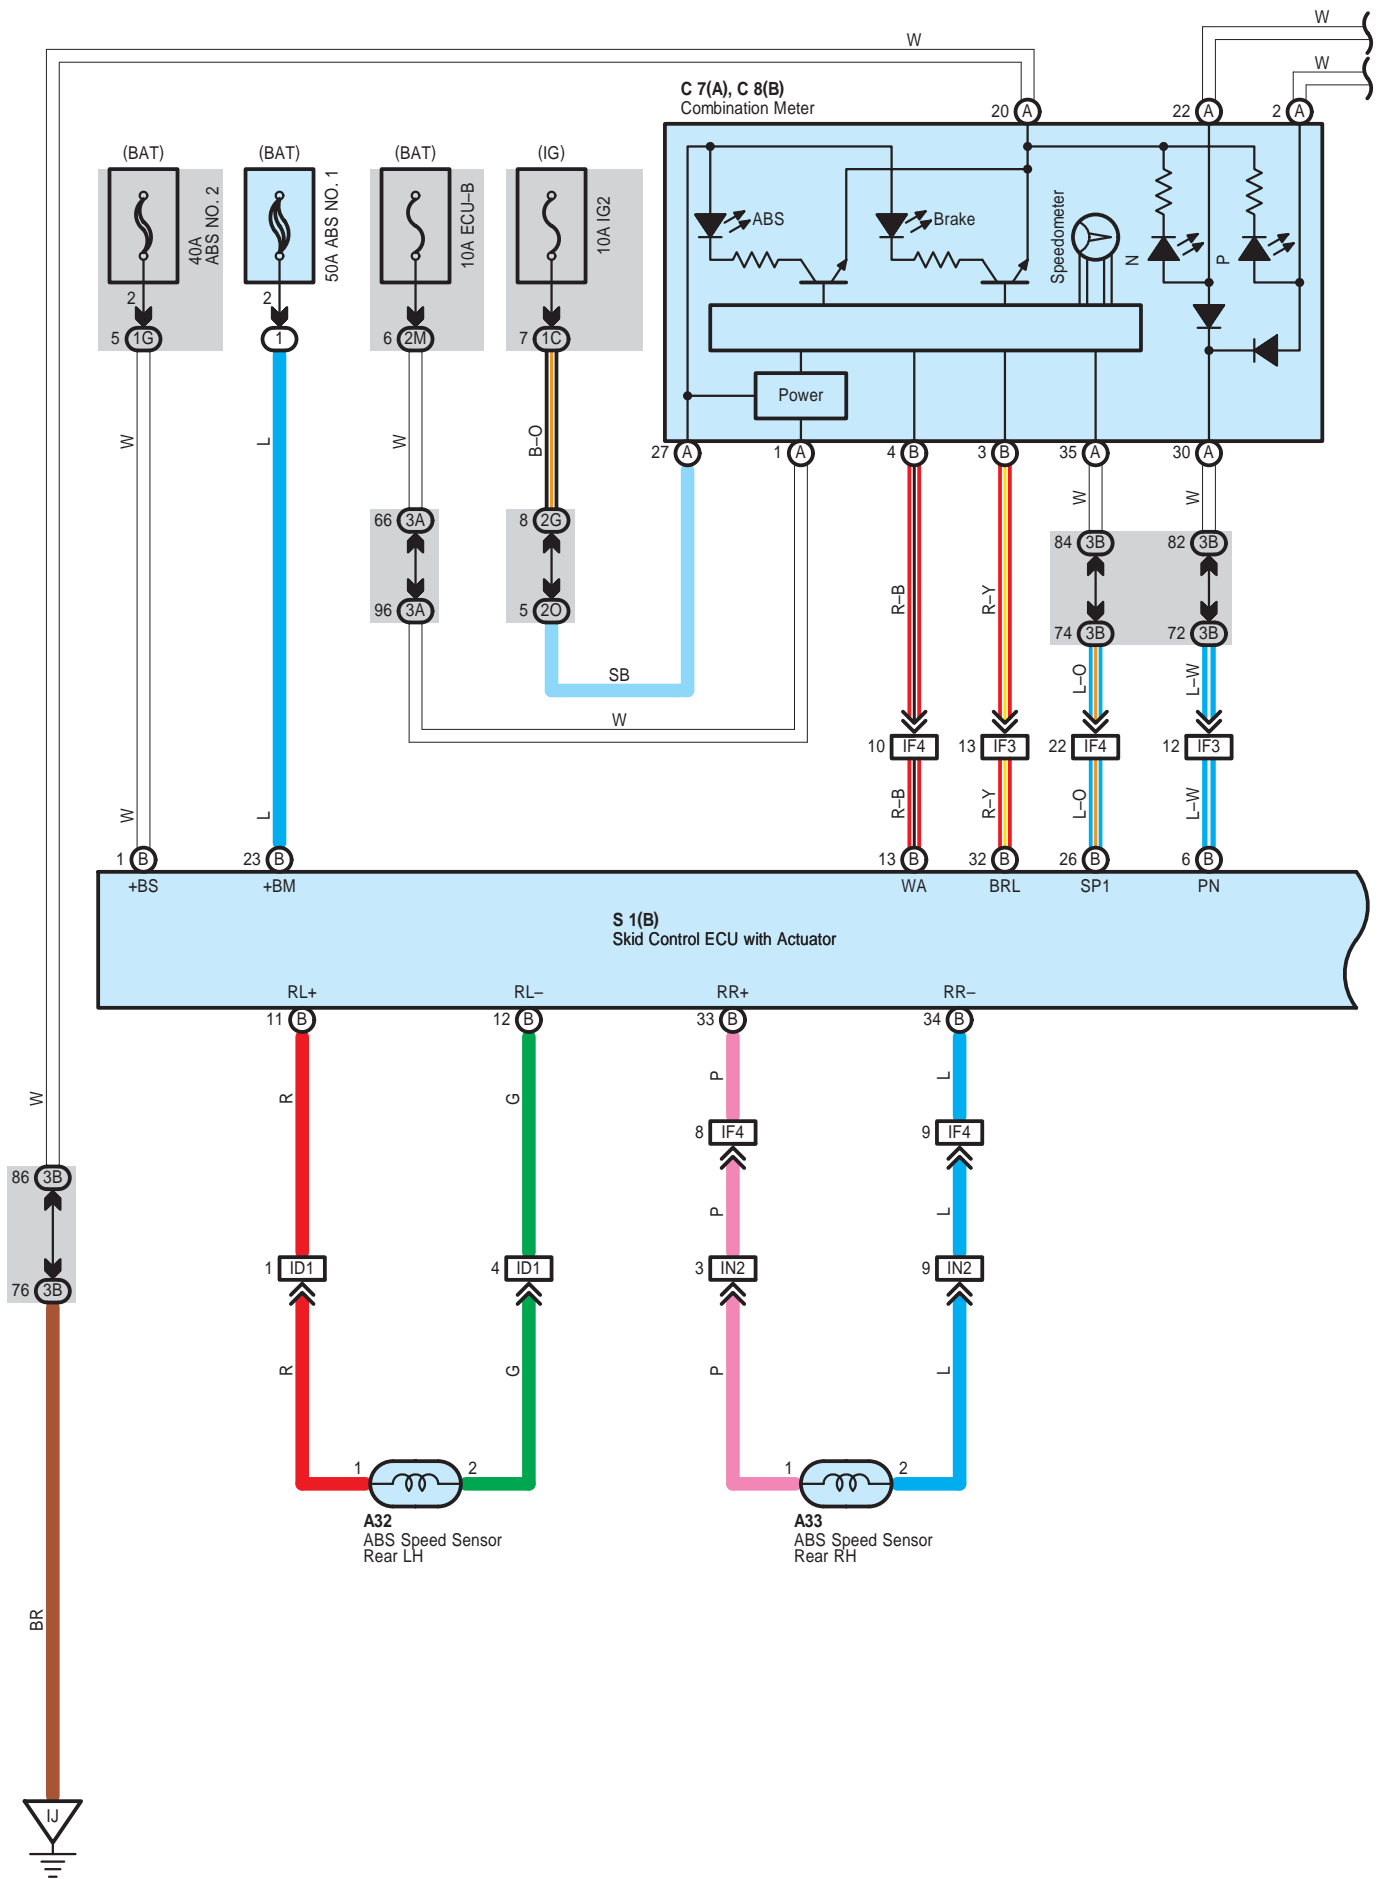 W
W
W
C 7(A), C 8(B)
Combination Meter
20 A
22 A
2 A
(BAT)
(BAT)
(BAT)
(IG)
40A
ABS NO. 2
50A ABS NO. 1
10A ECU–B
10A IG2
ABS
Brake
Speedometer
N
P
2
2
5 1G
1
6 2M
7 1C
Power
W
L
W
B–O
27 A
1 A
4 B
3 B
35 A
30 A
W
W
66 3A
8 2G
84 3B
82 3B
96 3A
5 2O
R–B
R–Y
74 3B
72 3B
SB
L–O
L–W
W
10 IF4
13 IF3
22 IF4
12 IF3
W
L
R–B
R–Y
L–O
L–W
1 B
23 B
13 B
32 B
26 B
6 B
+BS
+BM
WA
BRL
SP1
PN
S 1(B)
Skid Control ECU with Actuator
RL+
RL–
RR+
RR–
11 B
12 B
33 B
34 B
W
R
G
P
L
8 IF4
9 IF4
86 3B
P
L
1 ID1
4 ID1
3 IN2
9 IN2
76 3B
R
G
P
L
1
2
1
2
A32
ABS Speed Sensor
Rear LH
A33
ABS Speed Sensor
Rear RH
BR
IJ